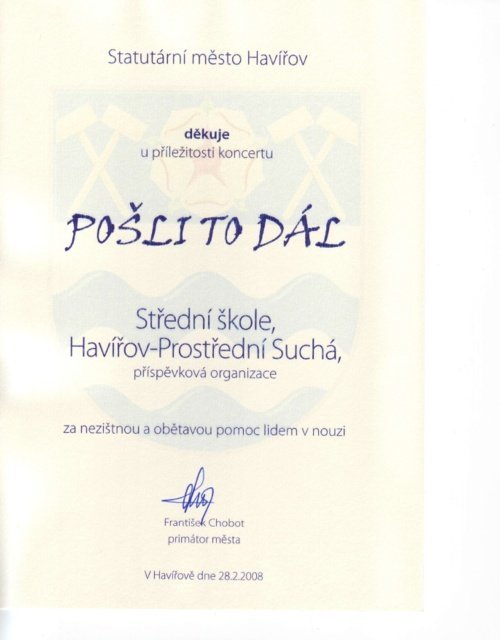 Statutární město Havířov
děkuje
u příležitosti koncertu
POŠLI TO DÁL
Střední škole,
Havířov-Prostřední Suchá,
příspěvková organizace
za nezištnou a obětavou pomoc lidem v nouzi
František Chobot
primátor města
V Havířově dne 28.2.2008